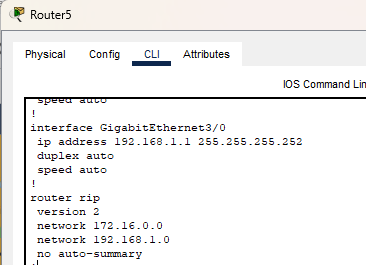 Router5
Physical Config CLI Attributes
IOS Command Lin
speed auto
!
interface GigabitEthernet3/0
ip address 192.168.1.1 255.255.255.252
duplex auto
speed auto
!
router rip
version 2
network 172.16.0.0
network 192.168.1.0
no auto-summary